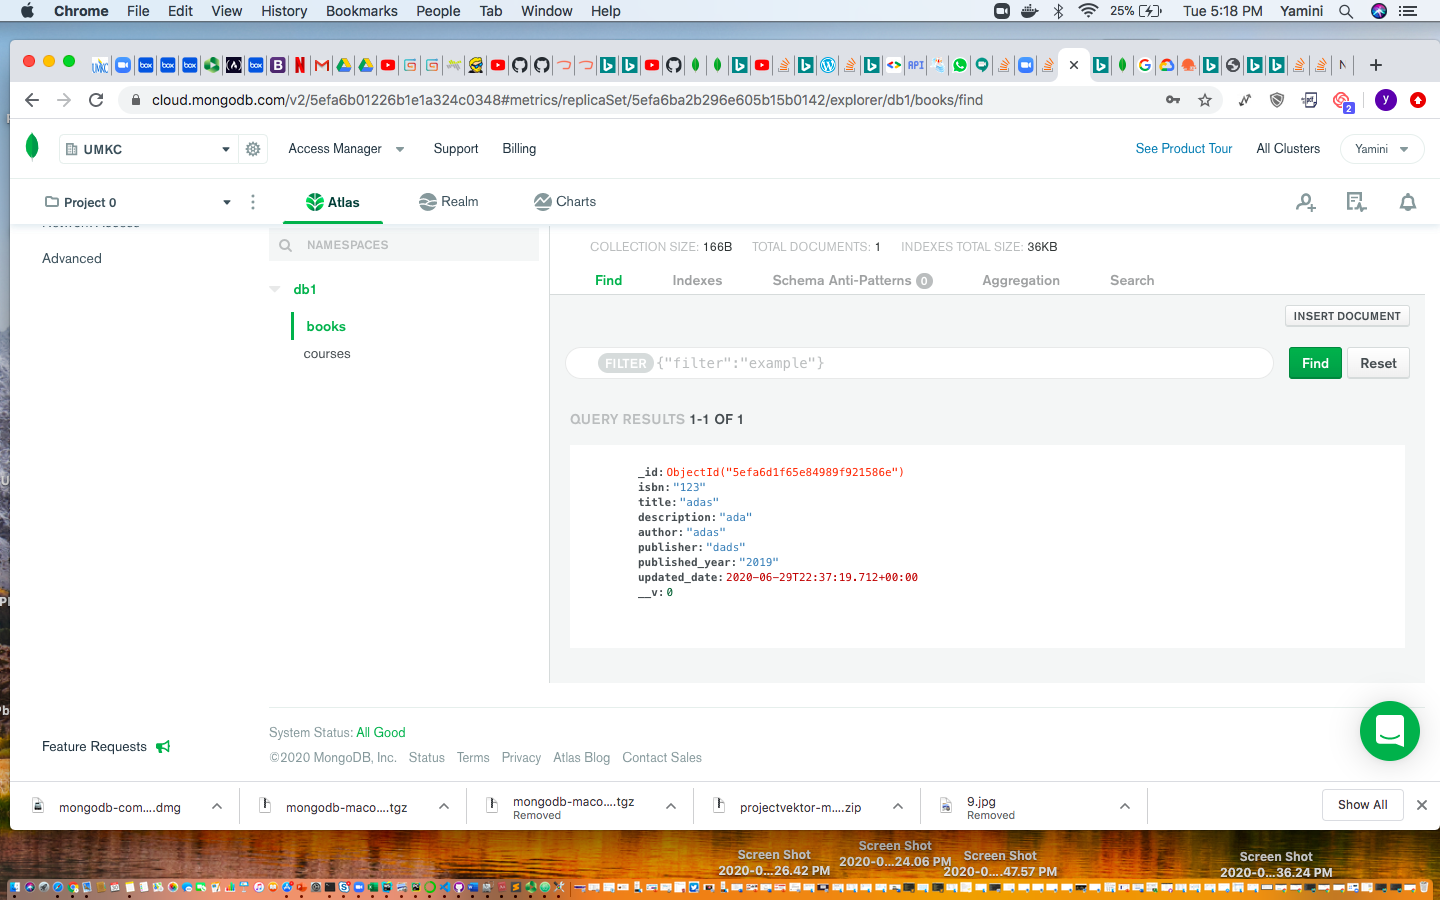 Chrome File Edit View History Bookmarks People Tab Window Help 25% Tue 5:18 PM Yamini
cloud.mongodb.com/v2/5efa6b01226b1e1a324c0348#metrics/replicaSet/5efa6ba2b296e605b15b0142/explorer/db1/books/find
2
y
UMKC Access Manager Support Billing See Product Tour All Clusters Yamini
Project 0 Atlas Realm Charts
Network Access
Advanced
NAMESPACES
db1
books
courses
COLLECTION SIZE: 166B TOTAL DOCUMENTS: 1 INDEXES TOTAL SIZE: 36KB
Find Indexes Schema Anti-Patterns 0 Aggregation Search
INSERT DOCUMENT
FILTER {"filter":"example"} Find Reset
QUERY RESULTS 1-1 OF 1
_id: ObjectId("5efa6d1f65e84989f921586e")
isbn: "123"
title: "adas"
description: "ada"
author: "adas"
publisher: "dads"
published_year: "2019"
updated_date: 2020-06-29T22:37:19.712+00:00
__v: 0
Feature Requests
System Status: All Good
©2020 MongoDB, Inc. Status Terms Privacy Atlas Blog Contact Sales
mongodb-com....dmg
mongodb-maco....tgz
mongodb-maco....tgz
Removed
projectvektor-m....zip
9.jpg
Removed
Show All
Screen Shot
2020-0...26.42 PM
Screen Shot
2020-0...24.06 PM
Screen Shot
2020-0...47.57 PM
Screen Shot
2020-0...36.24 PM